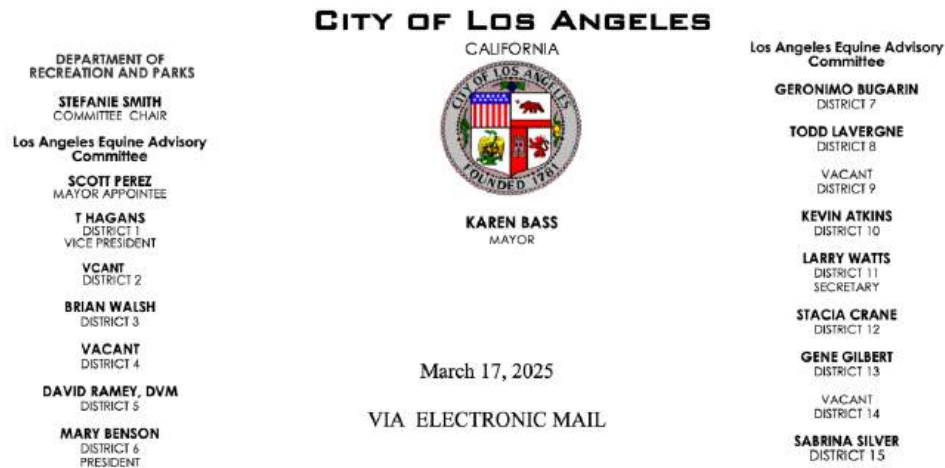 CITY OF LOS ANGELES
CALIFORNIA
CITY OF LOS ANGELES
FOUNDED 1781
KAREN BASS
MAYOR
DEPARTMENT OF
RECREATION AND PARKS
STEFANIE SMITH
COMMITTEE CHAIR
Los Angeles Equine Advisory
Committee
SCOTT PEREZ
MAYOR APPOINTEE
T HAGANS
DISTRICT 1
VICE PRESIDENT
VCANT
DISTRICT 2
BRIAN WALSH
DISTRICT 3
VACANT
DISTRICT 4
DAVID RAMEY, DVM
DISTRICT 5
MARY BENSON
DISTRICT 6
PRESIDENT
Los Angeles Equine Advisory
Committee
GERONIMO BUGARIN
DISTRICT 7
TODD LAVERGNE
DISTRICT 8
VACANT
DISTRICT 9
KEVIN ATKINS
DISTRICT 10
LARRY WATTS
DISTRICT 11
SECRETARY
STACIA CRANE
DISTRICT 12
GENE GILBERT
DISTRICT 13
VACANT
DISTRICT 14
SABRINA SILVER
DISTRICT 15
March 17, 2025
VIA ELECTRONIC MAIL